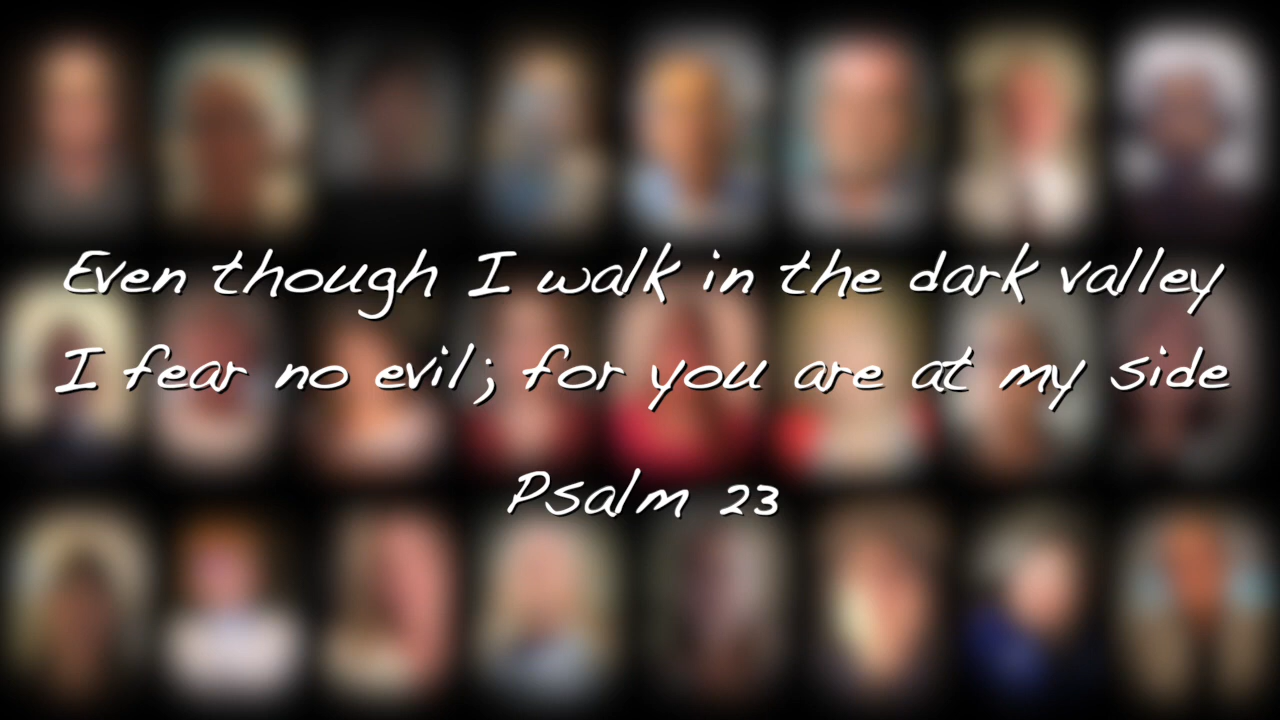 Even though I walk in the dark valley
I fear no evil; for you are at my side
Psalm 23